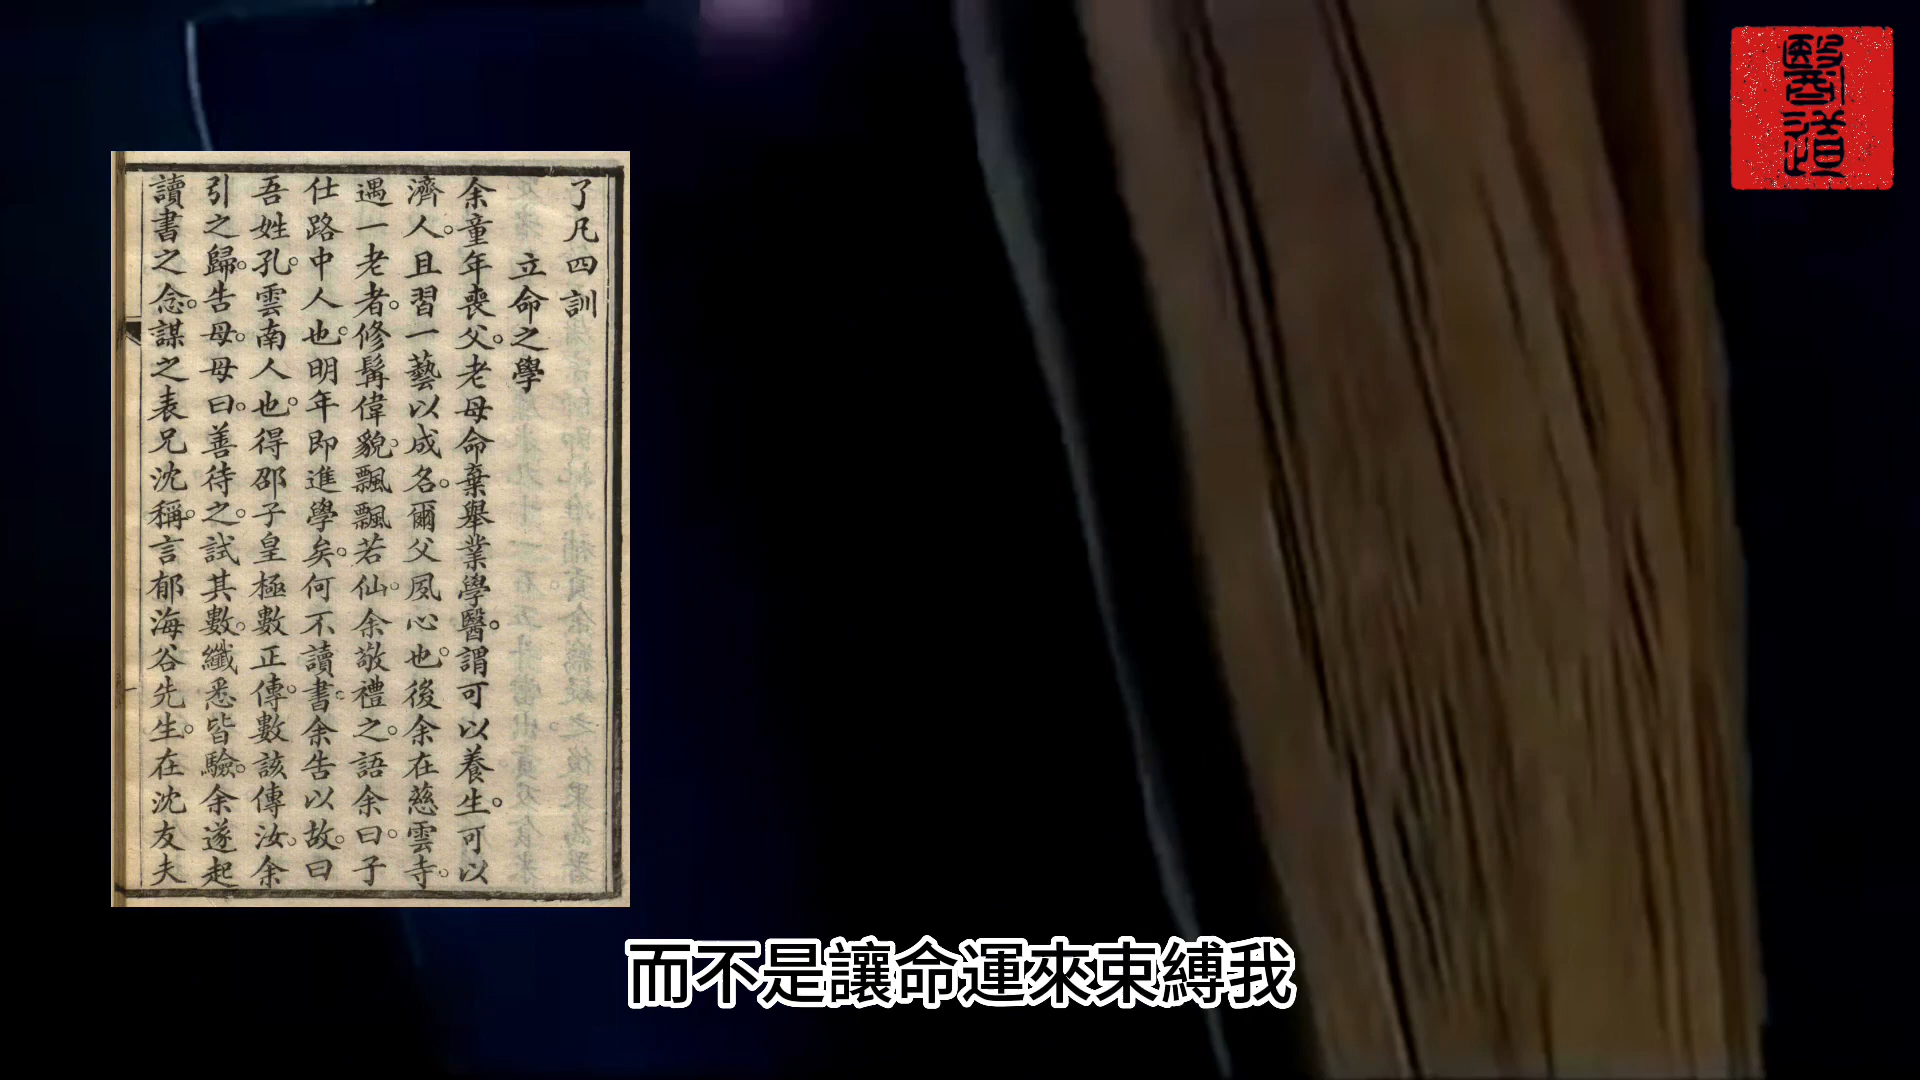 醫道
了凡四訓
立命之學
余童年喪父。老母命棄舉業學醫。謂可以養生。可以
濟人。且習一藝以成名。爾父夙心也。後余在慈雲寺。
遇一老者。修髯偉貌。飄飄若仙。余敬禮之。語余曰。子
仕路中人也。明年即進學矣。何不讀書。余告以故。曰
吾姓孔。雲南人也。得邵子皇極數正傳。數該傳汝。余
引之歸。告母。母曰。善待之。試其數。纖悉皆驗。余遂起
讀書之念。謀之表兄沈稱。言郁海谷先生。在沈友夫
而不是讓命運來束縛我